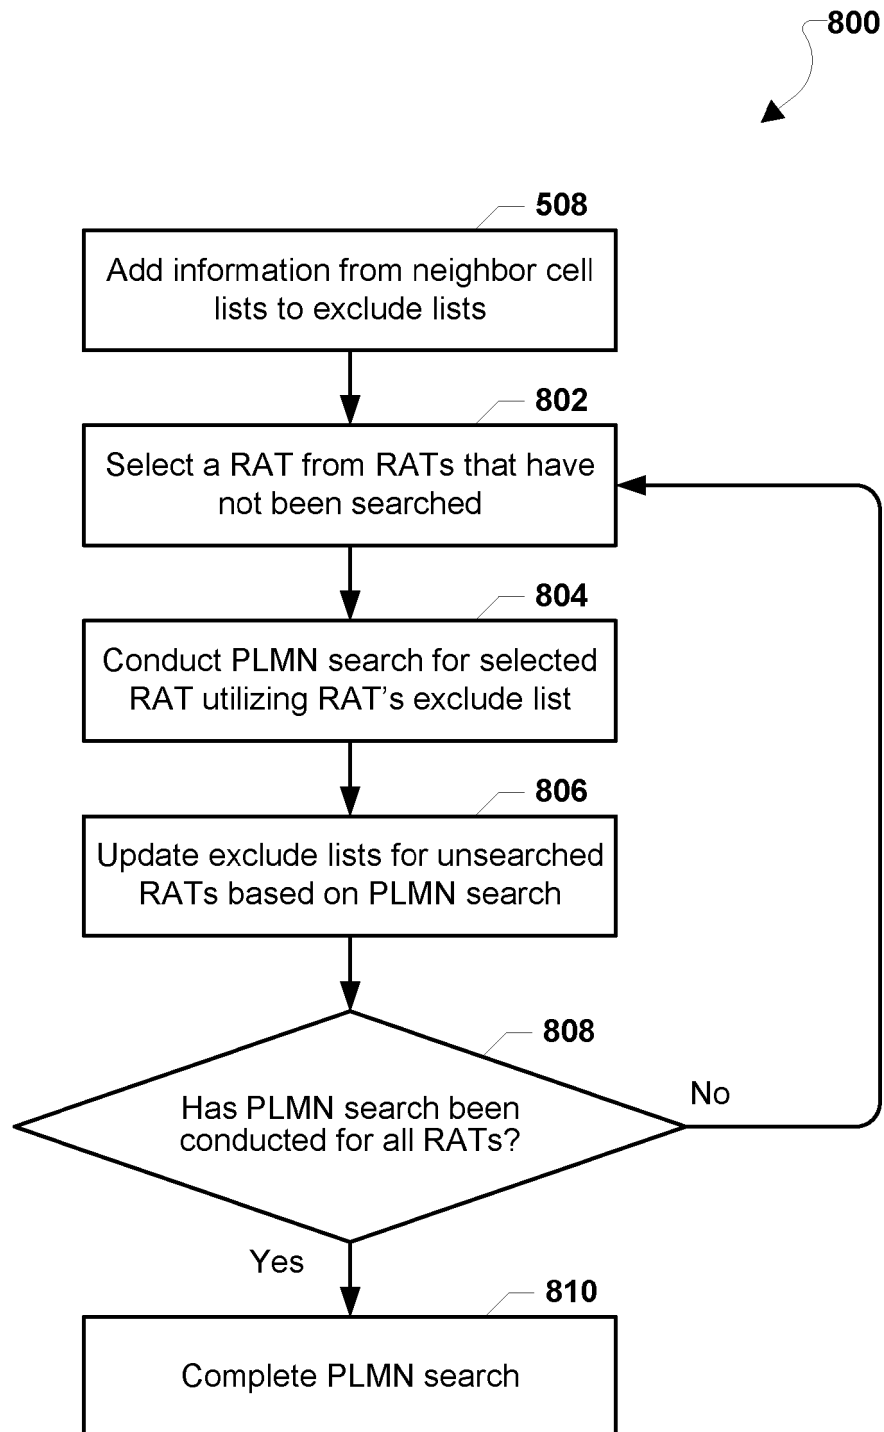 800
508
Add information from neighbor cell
lists to exclude lists
802
Select a RAT from RATs that have
not been searched
804
Conduct PLMN search for selected
RAT utilizing RAT's exclude list
806
Update exclude lists for unsearched
RATs based on PLMN search
808
Has PLMN search been
conducted for all RATs?
No
Yes
810
Complete PLMN search